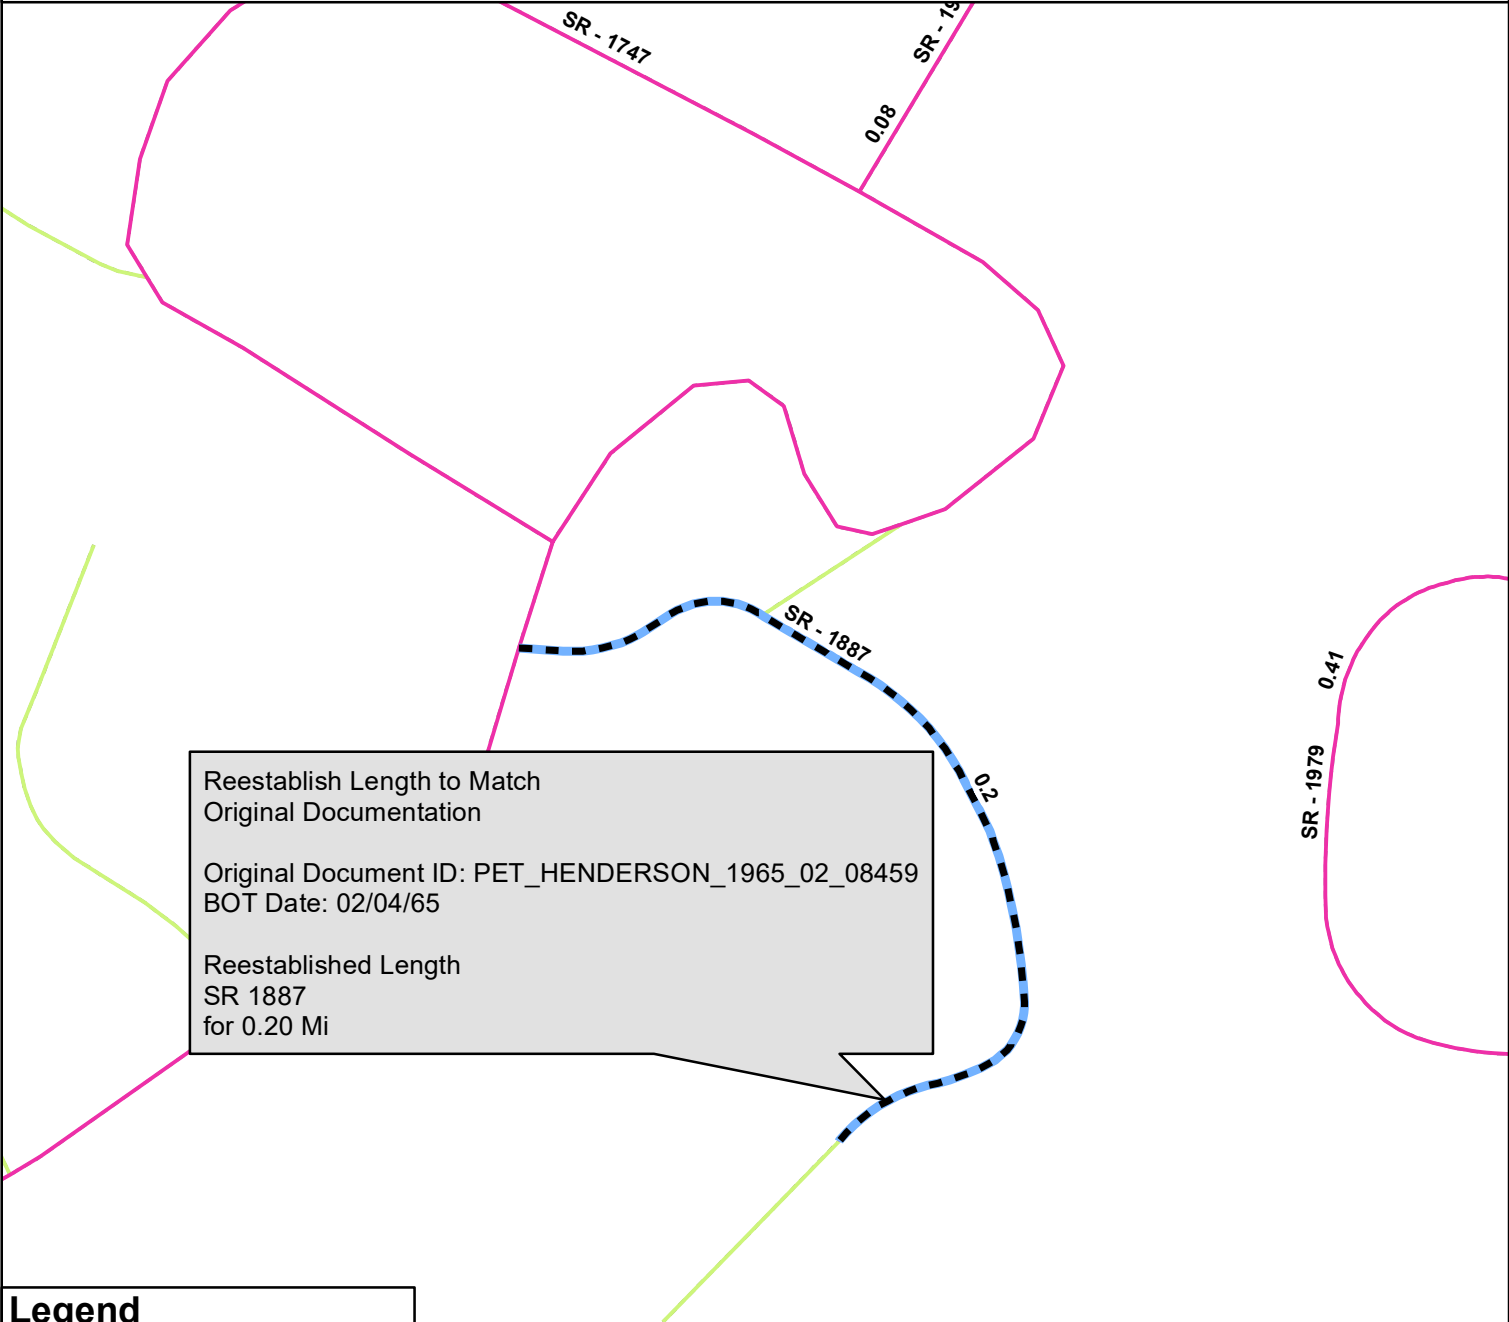 SR - 1747
SR - 19
0.08
SR - 1887
0.41
SR - 1979
0.2
Reestablish Length to Match
Original Documentation
Original Document ID: PET_HENDERSON_1965_02_08459
BOT Date: 02/04/65
Reestablished Length
SR 1887
for 0.20 Mi
Legend